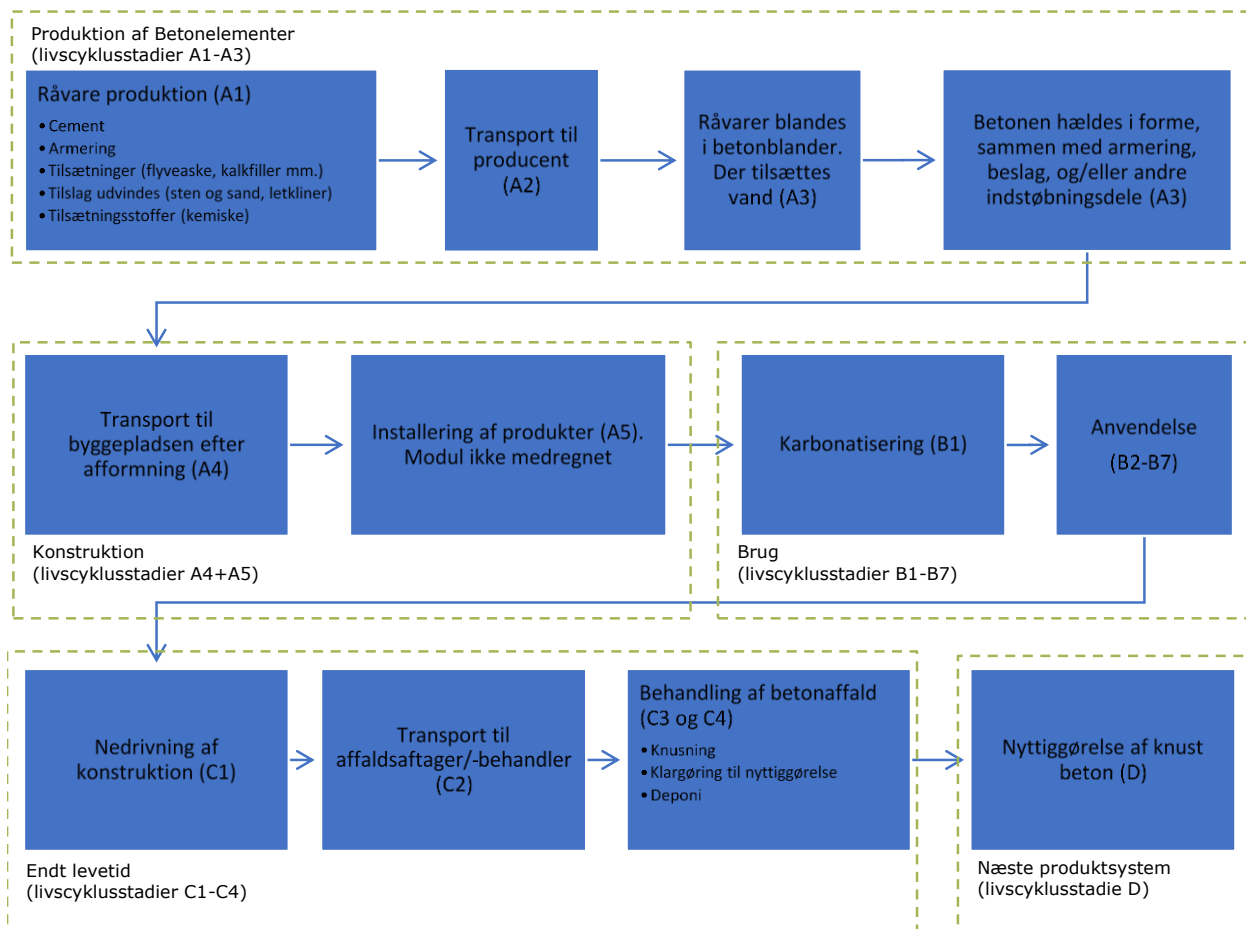 Produktion af Betonelementer
(livscyklusstadier A1-A3)
Råvare produktion (A1)
• Cement
• Armering
• Tilsætninger (flyveaske, kalkfiller mm.)
• Tilslag udvindes (sten og sand, letkliner)
• Tilsætningsstoffer (kemiske)
Transport til
producent
(A2)
Råvarer blandes
i betonblander.
Der tilsættes
vand (A3)
Betonen hældes i forme,
sammen med armering,
beslag, og/eller andre
indstøbningsdele (A3)
Transport til
byggepladsen efter
afformning (A4)
Installering af produkter (A5).
Modul ikke medregnet
Konstruktion
(livscyklusstadier A4+A5)
Karbonatisering (B1)
Anvendelse
(B2-B7)
Brug
(livscyklusstadier B1-B7)
Nedrivning af
konstruktion (C1)
Transport til
affaldsaftager/-behandler
(C2)
Behandling af betonaffald
(C3 og C4)
• Knusning
• Klargøring til nyttiggørelse
• Deponi
Endt levetid
(livscyklusstadier C1-C4)
Nyttiggørelse af knust
beton (D)
Næste produktsystem
(livscyklusstadie D)